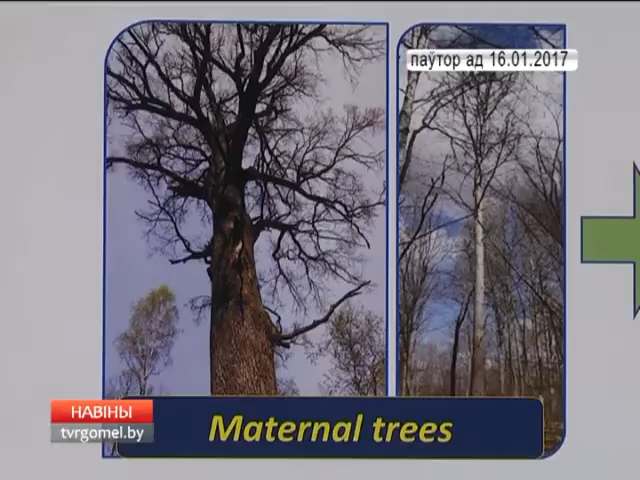 паўтор ад 16.01.2017
Maternal trees
НАВІНЫ
tvrgomel.by